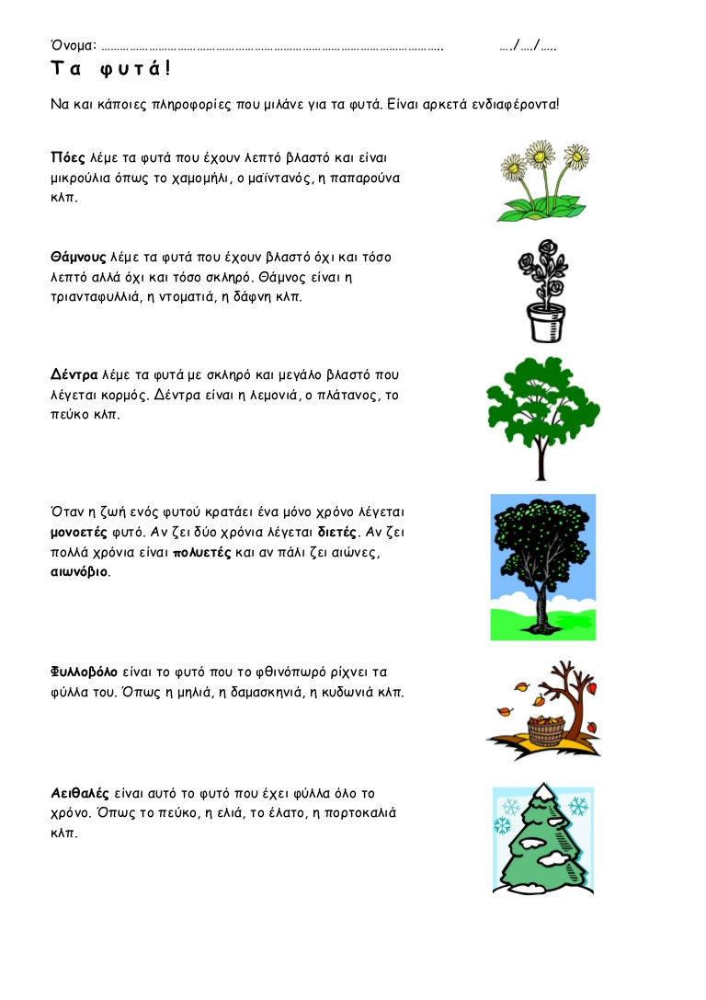 Όνομα: ……………………………………………………………………………………………….. …./…./…..
Τα φυτά!
Να και κάποιες πληροφορίες που μιλάνε για τα φυτά. Είναι αρκετά ενδιαφέροντα!
Πόες λέμε τα φυτά που έχουν λεπτό βλαστό και είναι
μικρούλια όπως το χαμομήλι, ο μαϊντανός, η παπαρούνα
κλπ.
Θάμνους λέμε τα φυτά που έχουν βλαστό όχι και τόσο
λεπτό αλλά όχι και τόσο σκληρό. Θάμνος είναι η
τριανταφυλλιά, η ντοματιά, η δάφνη κλπ.
Δέντρα λέμε τα φυτά με σκληρό και μεγάλο βλαστό που
λέγεται κορμός. Δέντρα είναι η λεμονιά, ο πλάτανος, το
πεύκο κλπ.
Όταν η ζωή ενός φυτού κρατάει ένα μόνο χρόνο λέγεται
μονοετές φυτό. Αν ζει δύο χρόνια λέγεται διετές. Αν ζει
πολλά χρόνια είναι πολυετές και αν πάλι ζει αιώνες,
αιωνόβιο.
Φυλλοβόλο είναι το φυτό που το φθινόπωρό ρίχνει τα
φύλλα του. Όπως η μηλιά, η δαμασκηνιά, η κυδωνιά κλπ.
Αειθαλές είναι αυτό το φυτό που έχει φύλλα όλο το
χρόνο. Όπως το πεύκο, η ελιά, το έλατο, η πορτοκαλιά
κλπ.